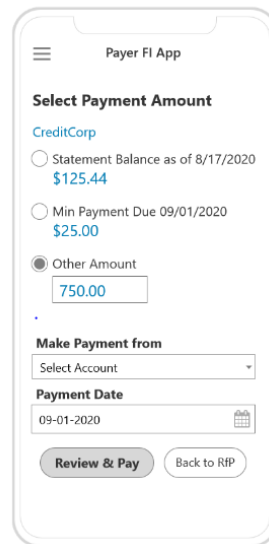 Payer FI App
Select Payment Amount
CreditCorp
Statement Balance as of 8/17/2020
$125.44
Min Payment Due 09/01/2020
$25.00
Other Amount
750.00
Make Payment from
Select Account
Payment Date
09-01-2020
Review & Pay
Back to RfP